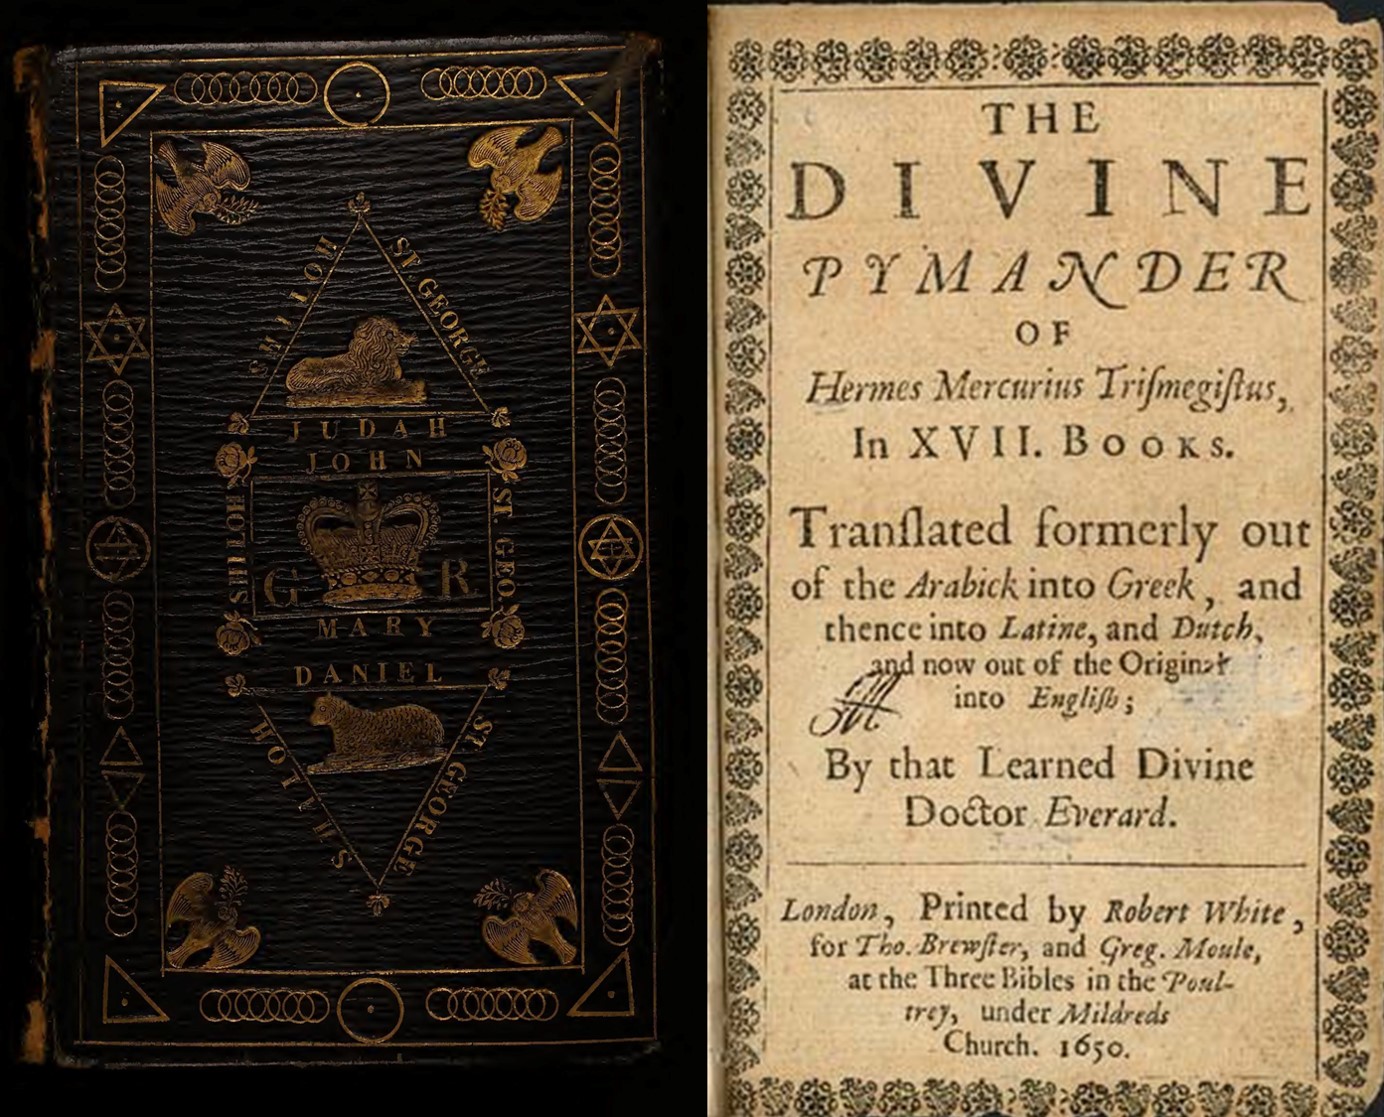 SHILOH
ST. GEORGE
JUDAH
JOHN
SHILOH
G R
ST. GEO.
MARY
DANIEL
SHILOH
ST. GEORGE
THE
DIVINE
PYMANDER
OF
Hermes Mercurius Triſmegiſtus,
In XVII. BOOKS.
Tranſlated formerly out
of the Arabick into Greek, and
thence into Latine, and Dutch,
and now out of the Original
into Engliſh;
By that Learned Divine
Doctor Everard.
London, Printed by Robert White,
for Tho. Brewſter, and Greg. Moule,
at the Three Bibles in the Poul-
trey, under Mildreds
Church. 1650.